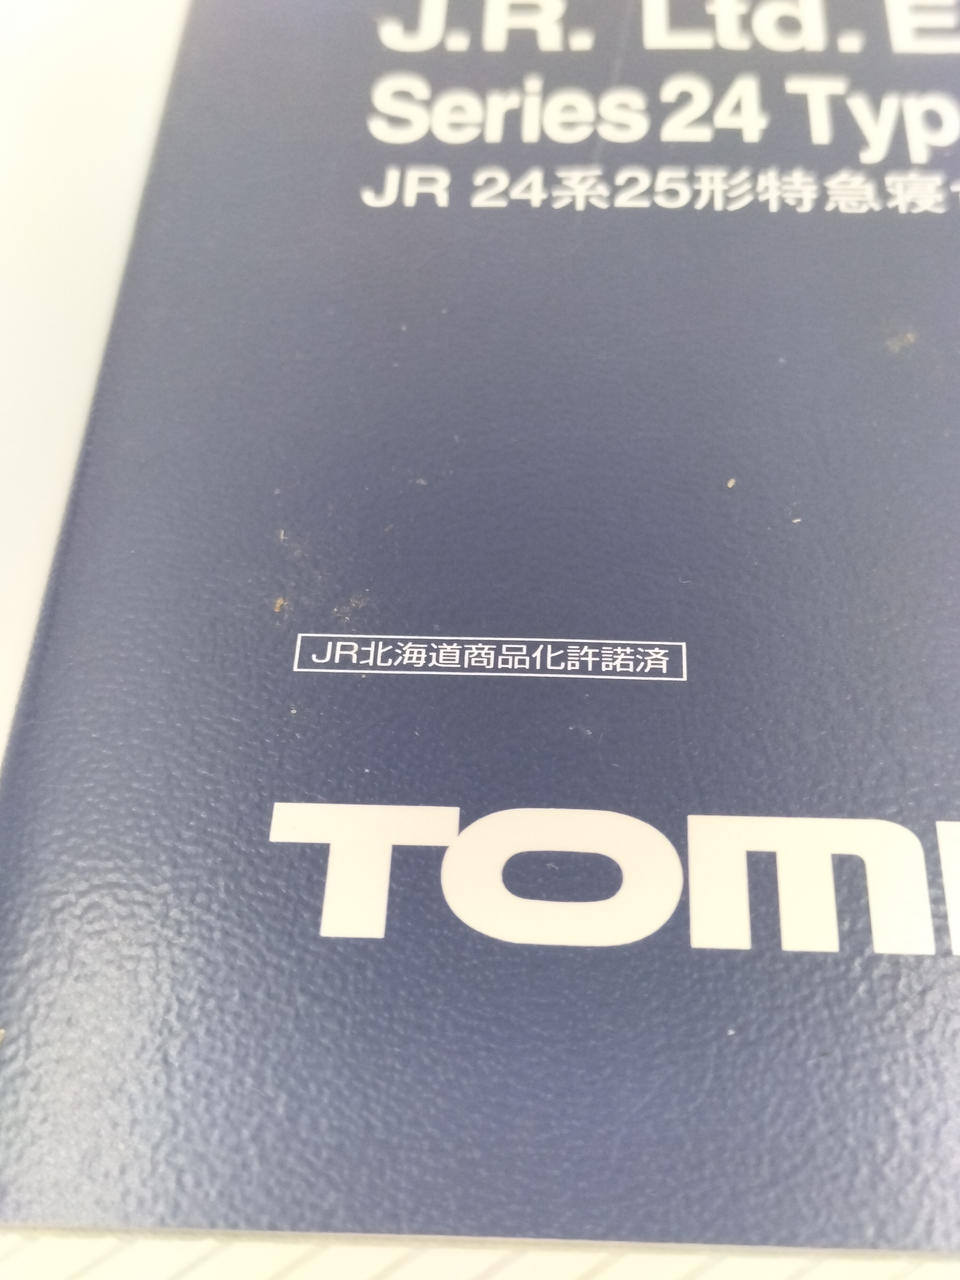 J.R. Ltd. E
Series 24 Typ
JR 24系25形特急寝
JR北海道商品化許諾済
TOM